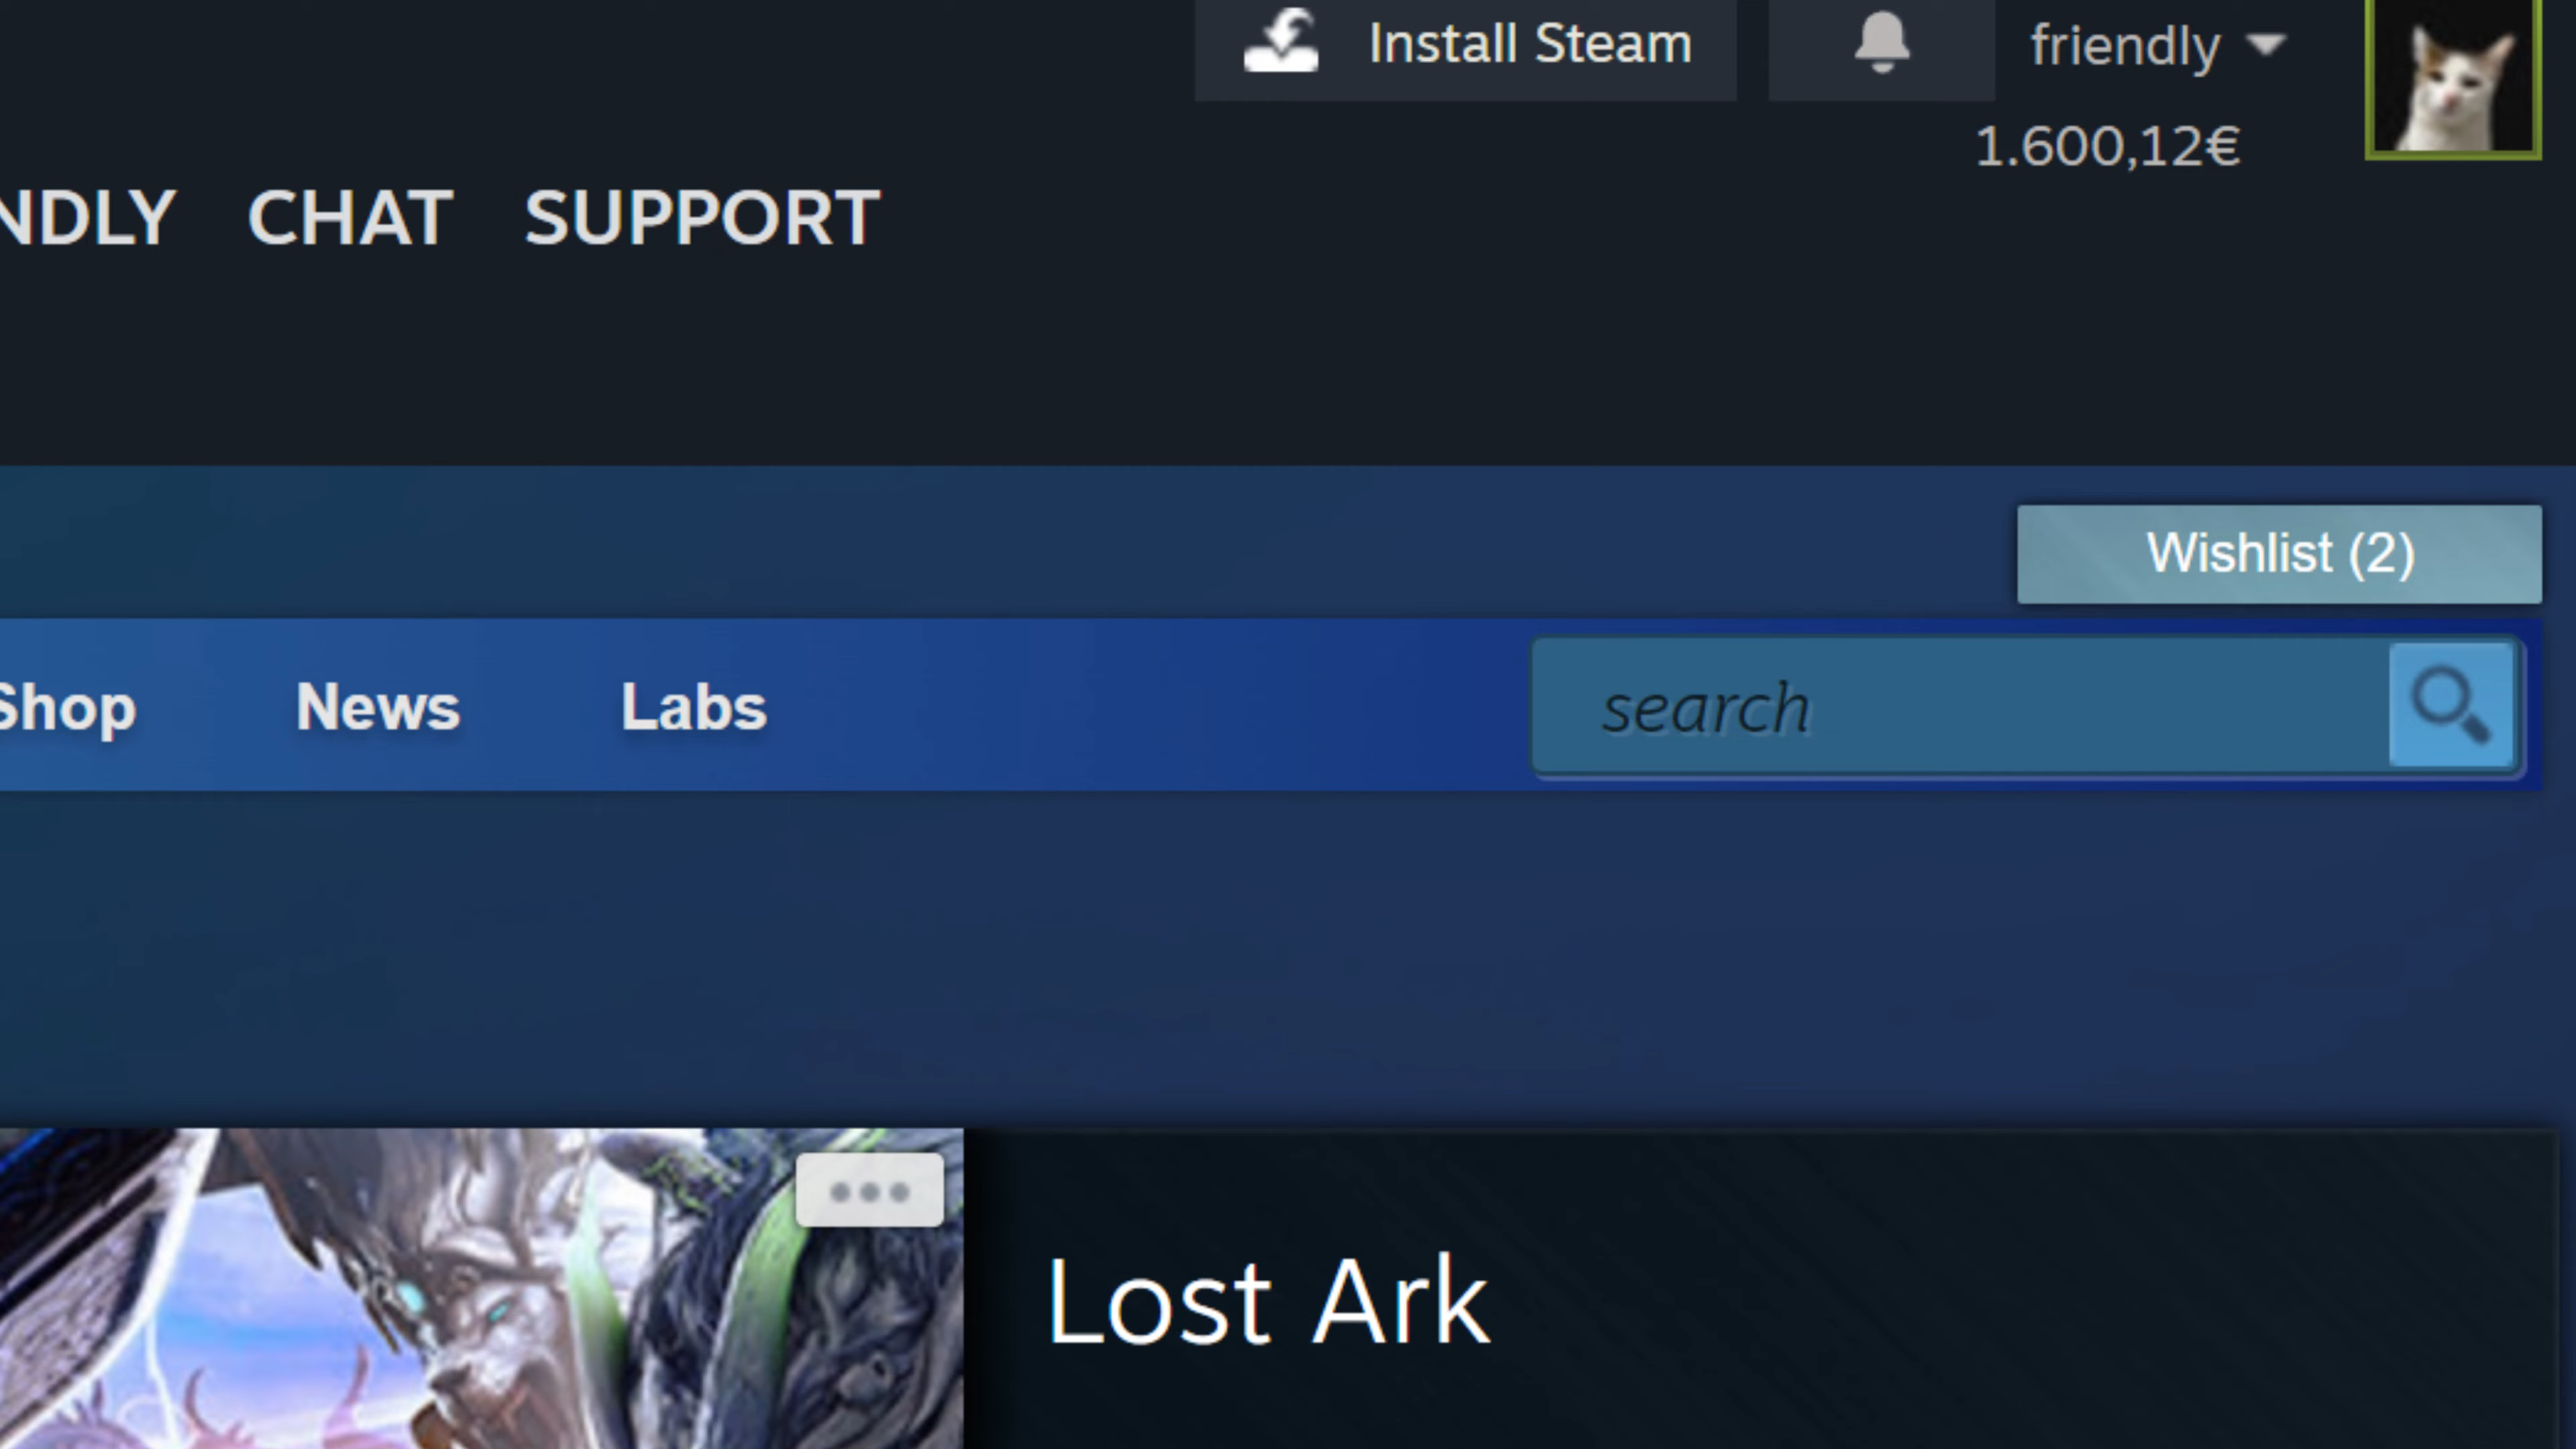 Install Steam
friendly
1.600,12€
NDLY CHAT SUPPORT
Wishlist (2)
Shop News Labs
search
Lost Ark